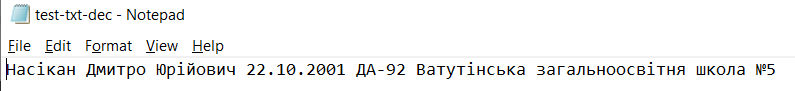 test-txt-dec - Notepad
File Edit Format View Help
Насікан Дмитро Юрійович 22.10.2001 ДА-92 Ватутінська загальноосвітня школа №5